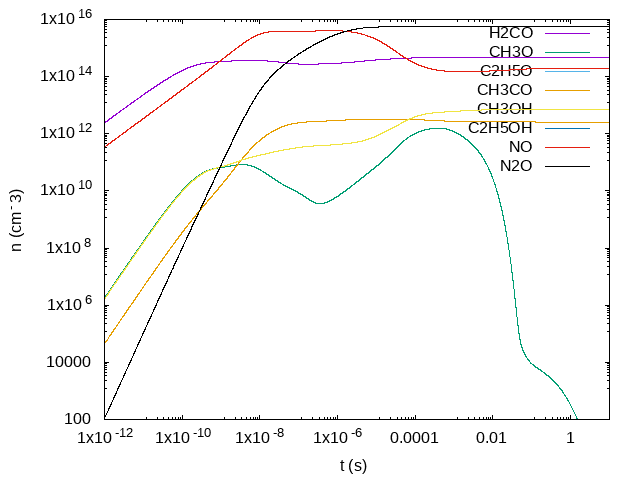 1x10^16
1x10^14
1x10^12
1x10^10
1x10^8
1x10^6
10000
100
n (cm^-3)
H2CO
CH3O
C2H5O
CH3CO
CH3OH
C2H5OH
NO
N2O
1x10^-12 1x10^-10 1x10^-8 1x10^-6 0.0001 0.01 1
t (s)